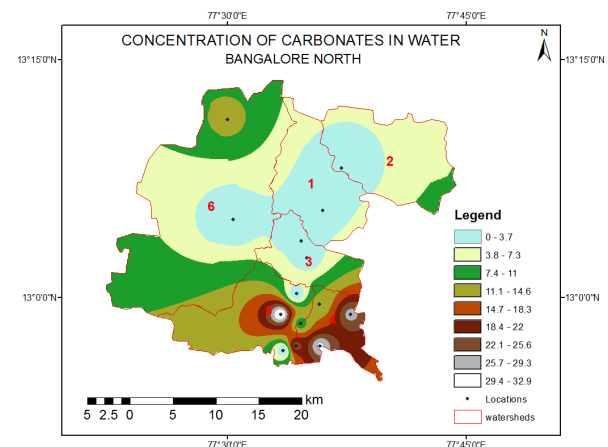 77°30'0"E 77°45'0"E
CONCENTRATION OF CARBONATES IN WATER
BANGALORE NORTH
N
13°15'0"N 13°15'0"N
2
1
6
3
Legend
0 - 3.7
3.8 - 7.3
7.4 - 11
11.1 - 14.6
14.7 - 18.3
18.4 - 22
22.1 - 25.6
25.7 - 29.3
29.4 - 32.9
Locations
watersheds
13°0'0"N 13°0'0"N
km
5 2.5 0 5 10 15 20
77°30'0"E 77°45'0"E